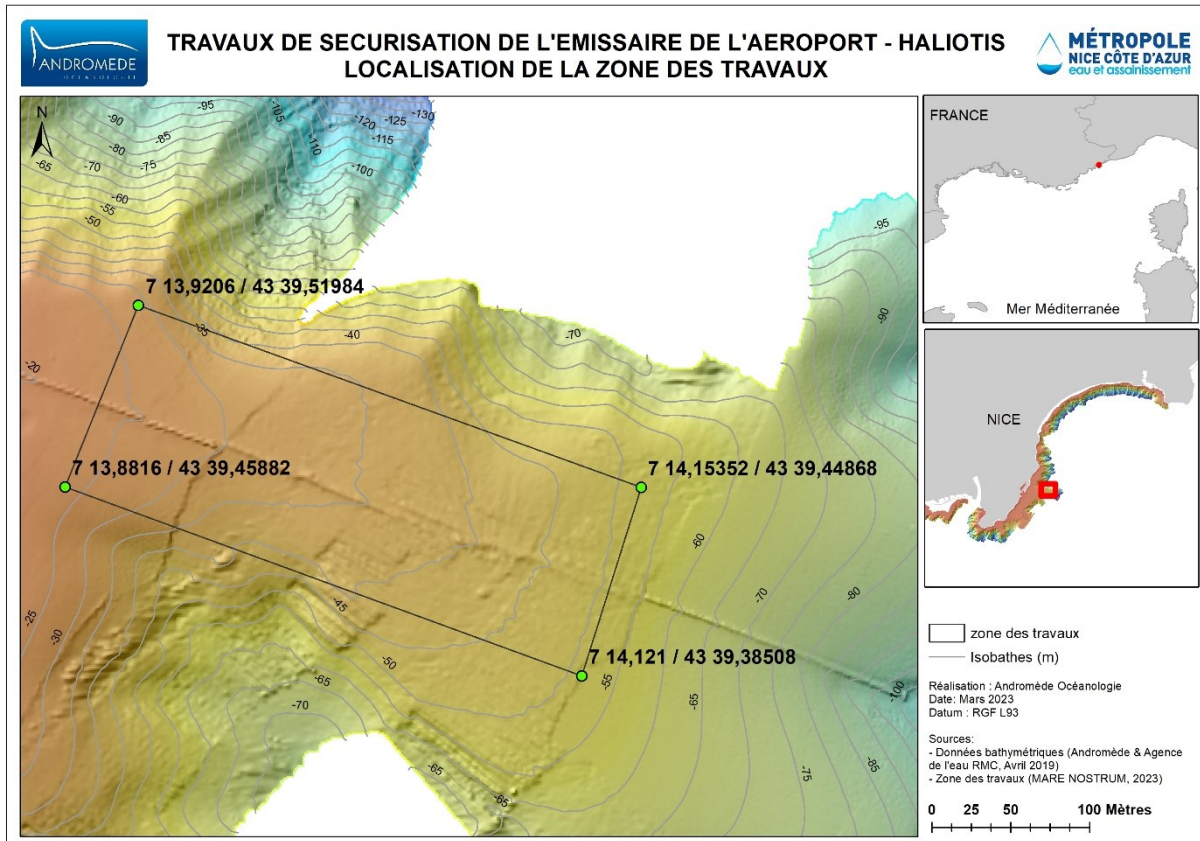 ANDROMEDE
OCEANOLOGIE
TRAVAUX DE SECURISATION DE L'EMISSAIRE DE L'AEROPORT - HALIOTIS
LOCALISATION DE LA ZONE DES TRAVAUX
MÉTROPOLE
NICE CÔTE D'AZUR
eau et assainissement
N
-95
-90
-80
-85
-70
-75
-65
-60
-55
-50
-105
-110
-130
-125
-120
-115
-100
-95
-90
7 13,9206 / 43 39,51984
-35
-40
-70
-20
7 13,8816 / 43 39,45882
7 14,15352 / 43 39,44868
-60
-70
-80
-25
-30
-45
-50
7 14,121 / 43 39,38508
-55
-65
-100
-65
-70
-65
-65
-75
-85
FRANCE
Mer Méditerranée
NICE
zone des travaux
Isobathes (m)
Réalisation : Andromède Océanologie
Date: Mars 2023
Datum : RGF L93
Sources:
- Données bathymétriques (Andromède & Agence
de l'eau RMC, Avril 2019)
- Zone des travaux (MARE NOSTRUM, 2023)
0 25 50 100 Mètres